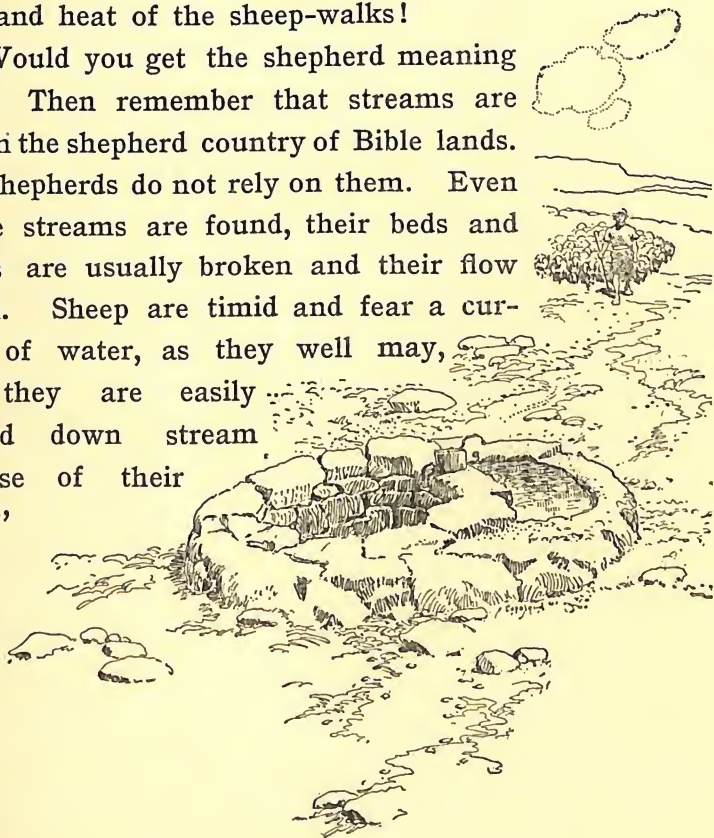 and heat of the sheep-walks!
Would you get the shepherd meaning
Then remember that streams are
the shepherd country of Bible lands.
hepherds do not rely on them. Even
e streams are found, their beds and
s are usually broken and their flow
. Sheep are timid and fear a cur-
of water, as they well may,
they are easily
d down stream
se of their
”